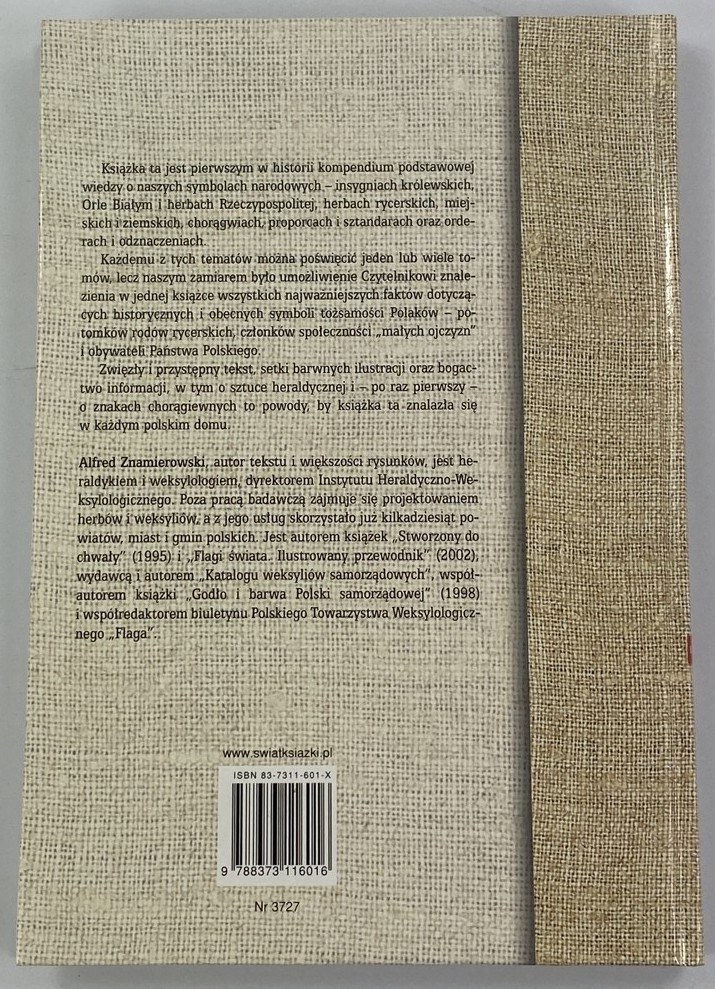 Książka ta jest pierwszym w historii kompendium podstawowej
wiedzy o naszych symbolach narodowych – insygniach królewskich,
Orle Białym i herbach Rzeczypospolitej, herbach rycerskich, miej-
skich i ziemskich, chorągwiach, proporcach i sztandarach oraz orde-
rach i odznaczeniach.
Każdemu z tych tematów można poświęcić jeden lub wiele to-
mów, lecz naszym zamiarem było umożliwienie Czytelnikowi znale-
zienia w jednej książce wszystkich najważniejszych faktów dotyczą-
cych historycznych i obecnych symboli tożsamości Polaków – po-
tomków rodów rycerskich, członków społeczności „małych ojczyzn”
i obywateli Państwa Polskiego.
Zwięzły i przystępny tekst, setki barwnych ilustracji oraz bogac-
two informacji, w tym o sztuce heraldycznej i – po raz pierwszy –
o znakach chorągiewnych to powody, by książka ta znalazła się
w każdym polskim domu.
Alfred Znamierowski, autor tekstu i większości rysunków, jest he-
raldykiem i weksylologiem, dyrektorem Instytutu Heraldyczno-We-
ksylologicznego. Poza pracą badawczą zajmuje się projektowaniem
herbów i weksyliów, a z jego usług skorzystało już kilkadziesiąt po-
wiatów, miast i gmin polskich. Jest autorem książek „Stworzony do
chwały” (1995) i „Flagi świata. Ilustrowany przewodnik” (2002),
wydawcą i autorem „Katalogu weksyliów samorządowych”, współ-
autorem książki „Godło i barwa Polski samorządowej” (1998)
i współredaktorem biuletynu Polskiego Towarzystwa Weksylologicz-
nego „Flaga”.
www.swiatksiazki.pl
ISBN 83-7311-601-X
9 788373 116016
Nr 3727